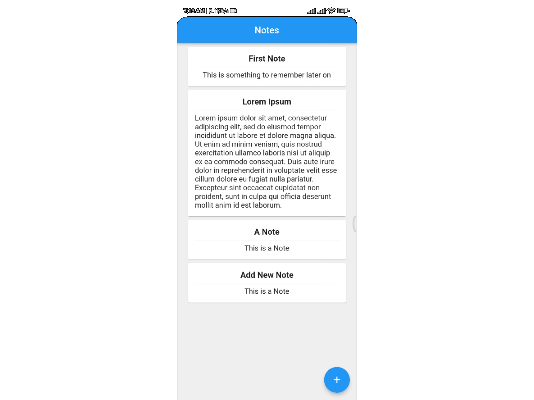 Notes
First Note
This is something to remember later on
Lorem Ipsum
Lorem ipsum dolor sit amet, consectetur
adipiscing elit, sed do eiusmod tempor
incididunt ut labore et dolore magna aliqua.
Ut enim ad minim veniam, quis nostrud
exercitation ullamco laboris nisi ut aliquip
ex ea commodo consequat. Duis aute irure
dolor in reprehenderit in voluptate velit esse
cillum dolore eu fugiat nulla pariatur.
Excepteur sint occaecat cupidatat non
proident, sunt in culpa qui officia deserunt
mollit anim id est laborum.
A Note
This is a Note
Add New Note
This is a Note
+